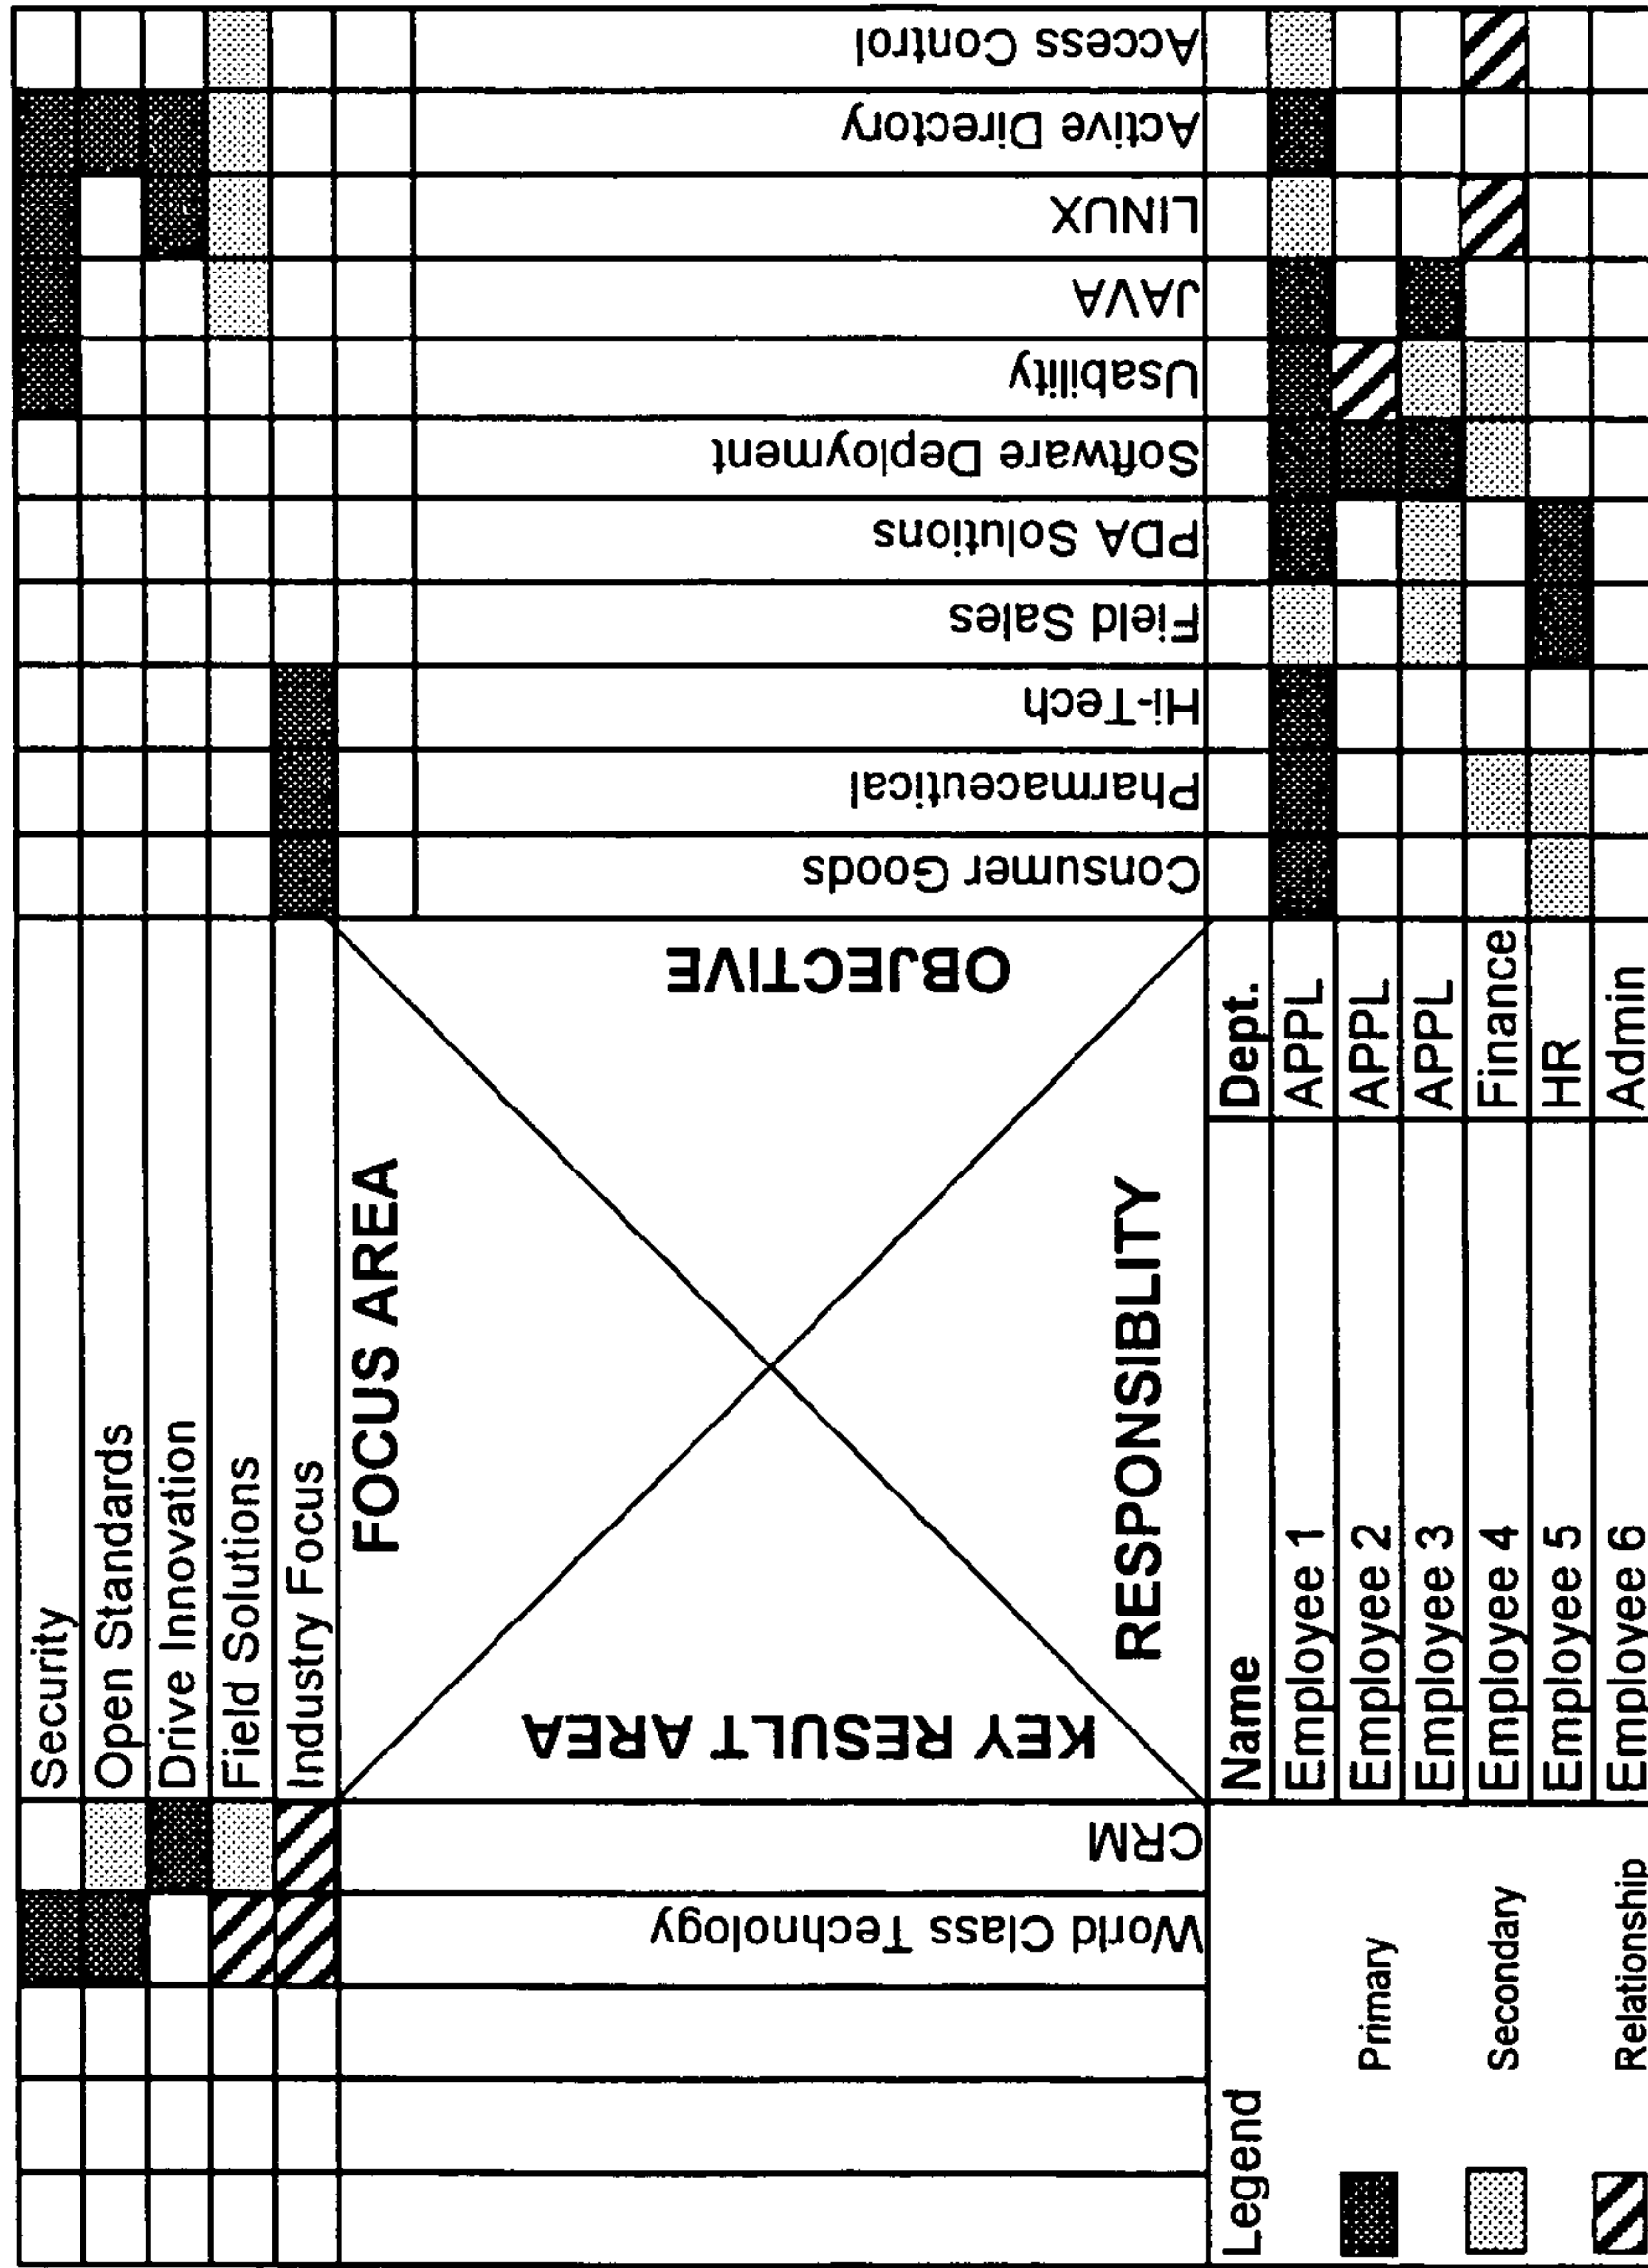 Security
Open Standards
Drive Innovation
Field Solutions
Industry Focus
FOCUS AREA
KEY RESULT AREA
OBJECTIVE
RESPONSIBLITY
CRM
World Class Technology
Consumer Goods
Pharmaceutical
Hi-Tech
Field Sales
PDA Solutions
Software Deployment
Usability
JAVA
LINUX
Active Directory
Access Control
Name Dept.
Employee 1 APPL
Employee 2 APPL
Employee 3 APPL
Employee 4 Finance
Employee 5 HR
Employee 6 Admin
Legend
Primary
Secondary
Relationship